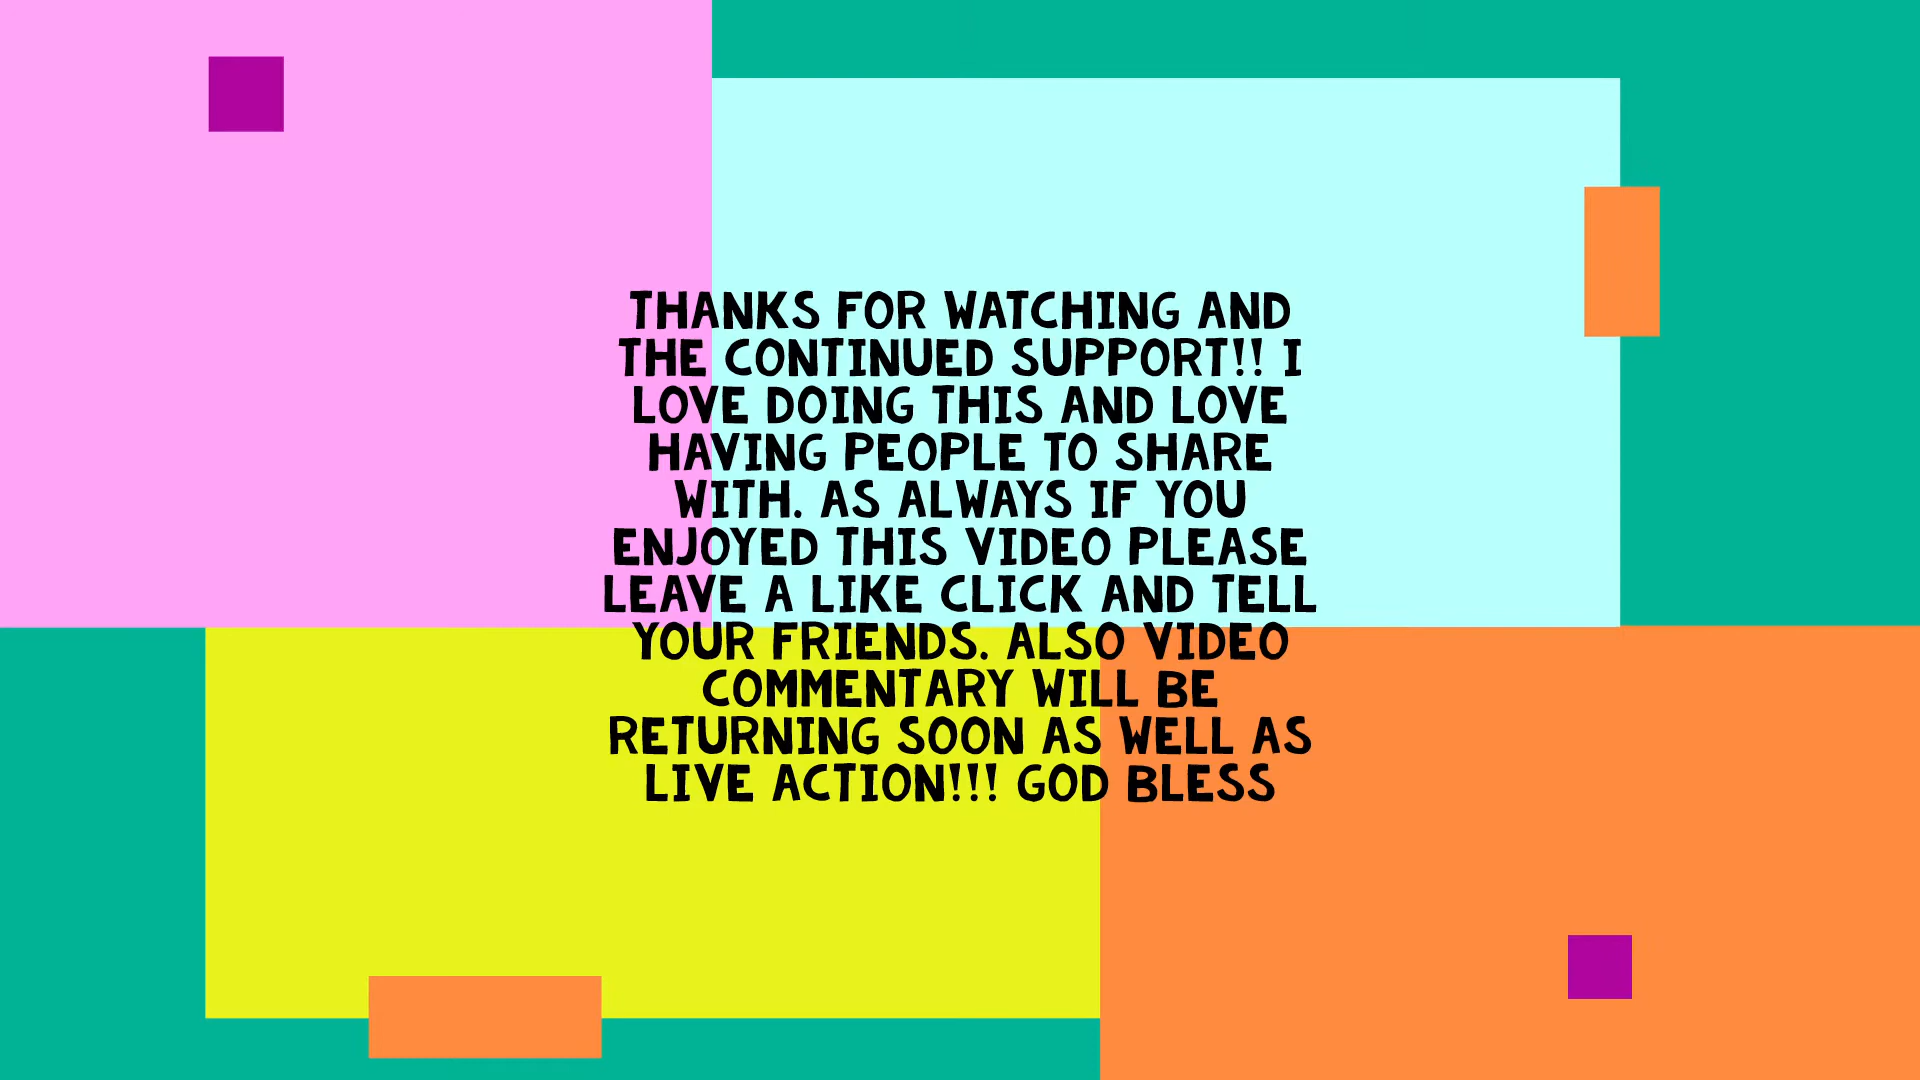 THANKS FOR WATCHING AND
THE CONTINUED SUPPORT!! I
LOVE DOING THIS AND LOVE
HAVING PEOPLE TO SHARE
WITH. AS ALWAYS IF YOU
ENJOYED THIS VIDEO PLEASE
LEAVE A LIKE CLICK AND TELL
YOUR FRIENDS. ALSO VIDEO
COMMENTARY WILL BE
RETURNING SOON AS WELL AS
LIVE ACTION!!! GOD BLESS